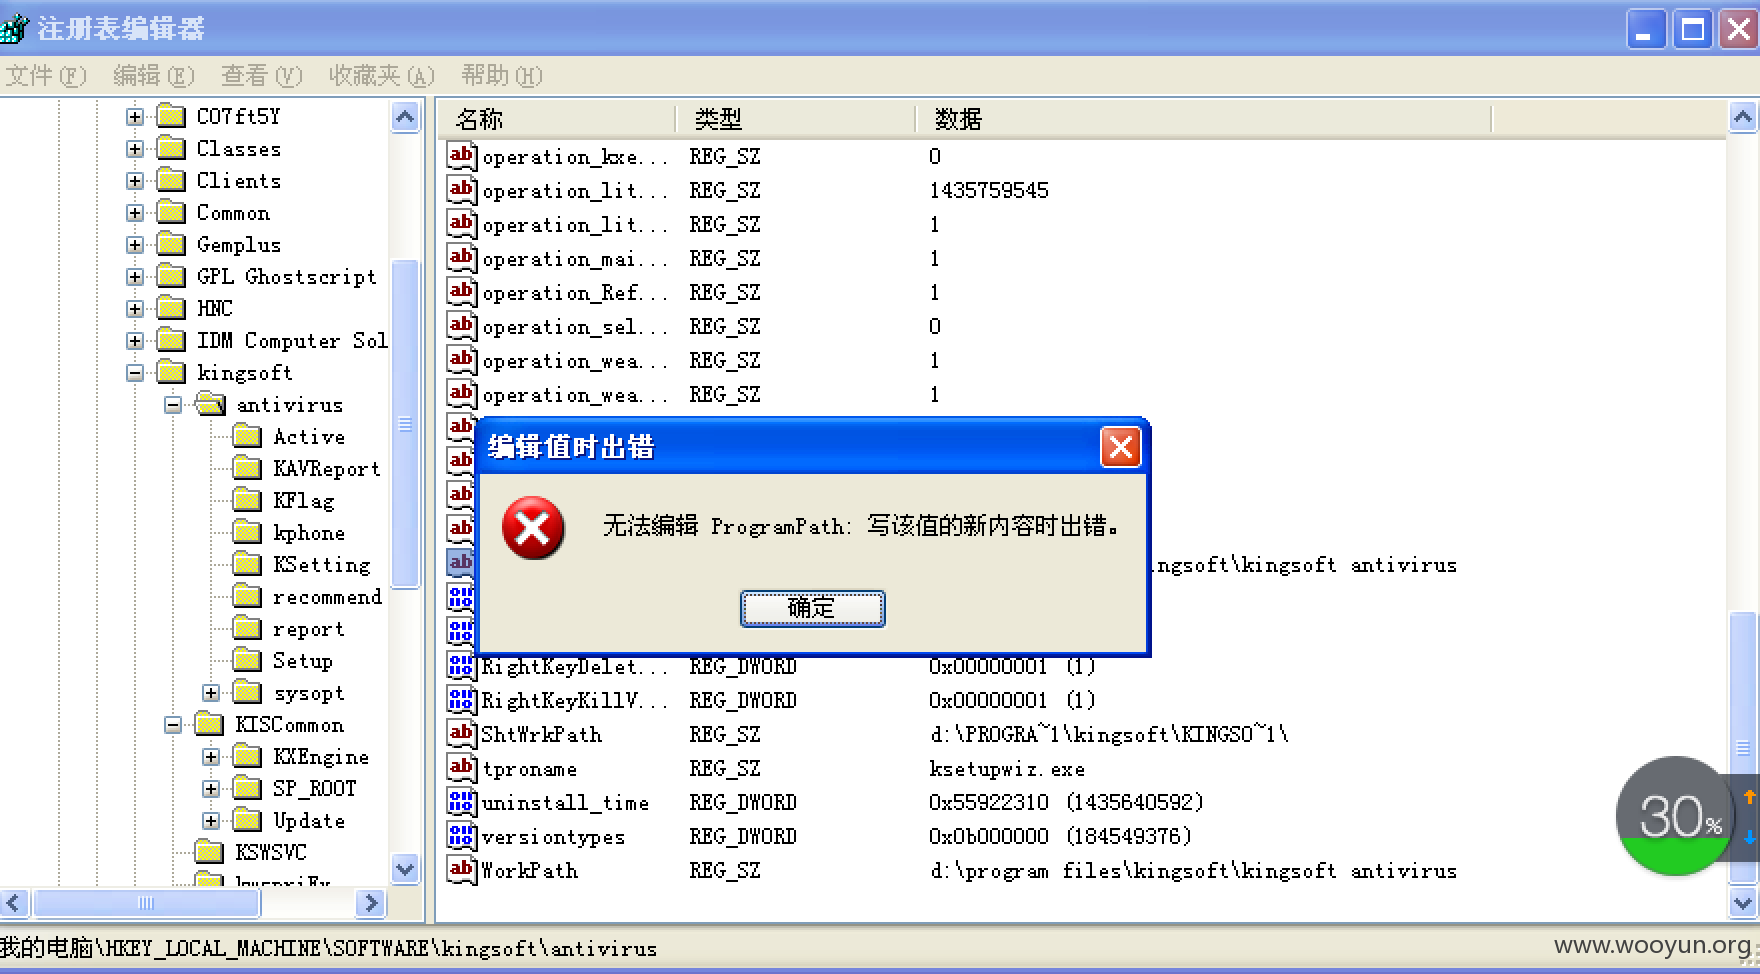 注册表编辑器
文件(F) 编辑(E) 查看(V) 收藏夹(A) 帮助(H)
CO7ft5Y
Classes
Clients
Common
Gemplus
GPL Ghostscript
HNC
IDM Computer Sol
kingsoft
antivirus
Active
KAVReport
KFlag
kphone
KSetting
recommend
report
Setup
sysopt
KISCommon
KXEngine
SP_ROOT
Update
KSWSVC
名称 类型 数据
operation_kxe... REG_SZ 0
operation_lit... REG_SZ 1435759545
operation_lit... REG_SZ 1
operation_mai... REG_SZ 1
operation_Ref... REG_SZ 1
operation_sel... REG_SZ 0
operation_wea... REG_SZ 1
operation_wea... REG_SZ 1
编辑值时出错
无法编辑 ProgramPath: 写该值的新内容时出错。
确定
ngsoft\kingsoft antivirus
RightKeyDelet... REG_DWORD 0x00000001 (1)
RightKeyKillV... REG_DWORD 0x00000001 (1)
ShtWrkPath REG_SZ d:\PROGRA~1\kingsoft\KINGSO~1\
tproname REG_SZ ksetupwiz.exe
uninstall_time REG_DWORD 0x55922310 (1435640592)
versiontypes REG_DWORD 0x0b000000 (184549376)
WorkPath REG_SZ d:\program files\kingsoft\kingsoft antivirus
30%
我的电脑\HKEY_LOCAL_MACHINE\SOFTWARE\kingsoft\antivirus
www.wooyun.org